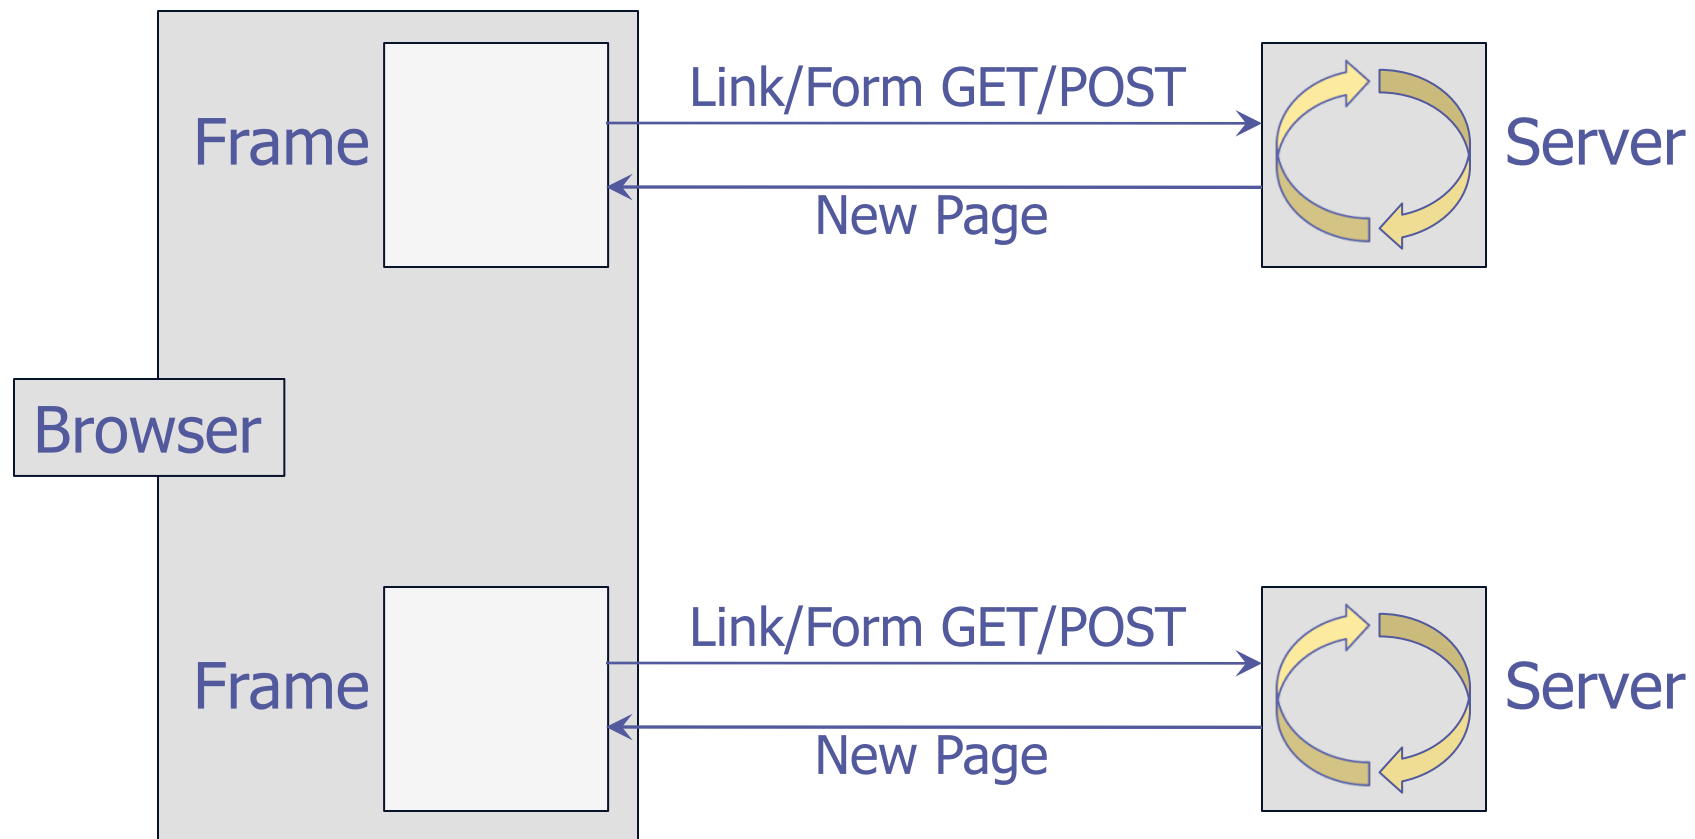 Link/Form GET/POST
Frame
Server
New Page
Browser
Link/Form GET/POST
Frame
Server
New Page